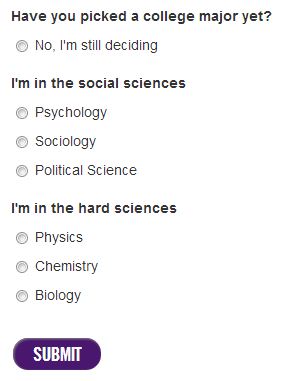 Have you picked a college major yet?
No, I'm still deciding
I'm in the social sciences
Psychology
Sociology
Political Science
I'm in the hard sciences
Physics
Chemistry
Biology
SUBMIT